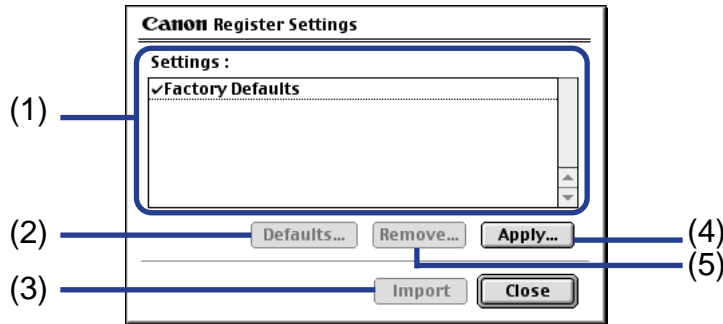 Canon Register Settings
Settings :
✓Factory Defaults
(1)
(2) Defaults... Remove... Apply... (4)
(5)
(3) Import Close